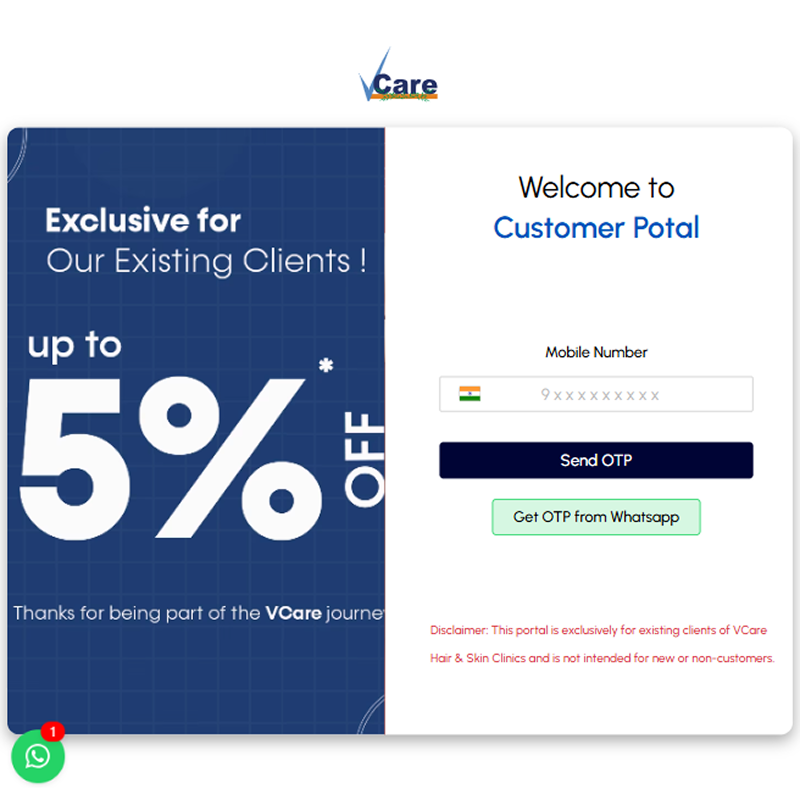 VCare
Exclusive for
Our Existing Clients !
up to
5%*
OFF
Thanks for being part of the VCare journe
Welcome to
Customer Potal
Mobile Number
9xxxxxxxxx
Send OTP
Get OTP from Whatsapp
Disclaimer: This portal is exclusively for existing clients of VCare
Hair & Skin Clinics and is not intended for new or non-customers.
1